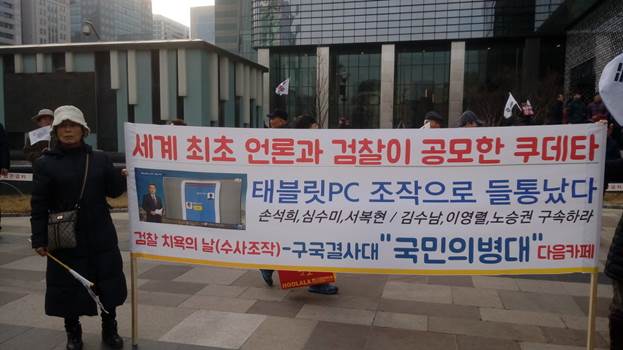 세계 최초 언론과 검찰이 공모한 쿠데타
태블릿PC 조작으로 들통났다
손석희,심수미,서복현 / 김수남,이영렬,노승권 구속하라
검찰 치욕의 날(수사조작)-구국결사대"국민의병대"다음카페